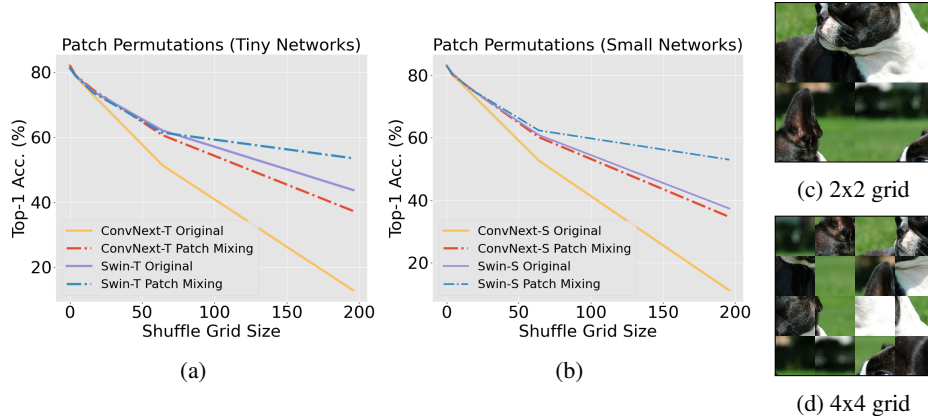 Patch Permutations (Tiny Networks)
Top-1 Acc. (%)
80
60
40
20
ConvNext-T Original
ConvNext-T Patch Mixing
Swin-T Original
Swin-T Patch Mixing
0 50 100 150 200
Shuffle Grid Size
(a)
Patch Permutations (Small Networks)
Top-1 Acc. (%)
80
60
40
20
ConvNext-S Original
ConvNext-S Patch Mixing
Swin-S Original
Swin-S Patch Mixing
0 50 100 150 200
Shuffle Grid Size
(b)
(c) 2x2 grid
(d) 4x4 grid